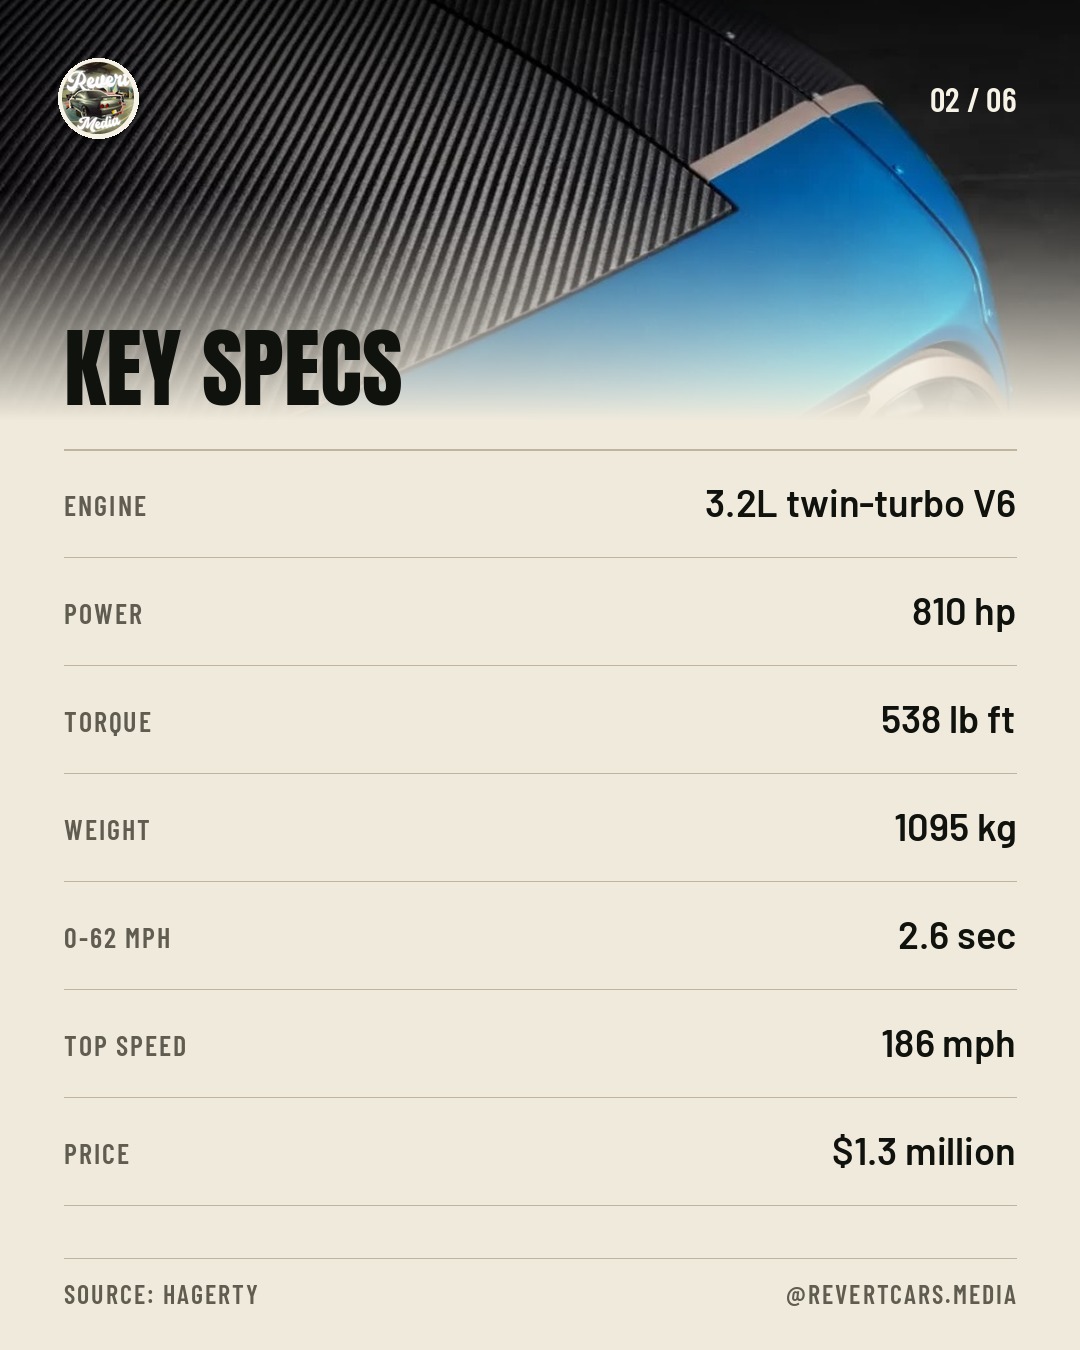 Revert
Media
02 / 06
KEY SPECS
ENGINE
3.2L twin-turbo V6
POWER
810 hp
TORQUE
538 lb ft
WEIGHT
1095 kg
0-62 MPH
2.6 sec
TOP SPEED
186 mph
PRICE
$1.3 million
SOURCE: HAGERTY
@REVERTCARS.MEDIA